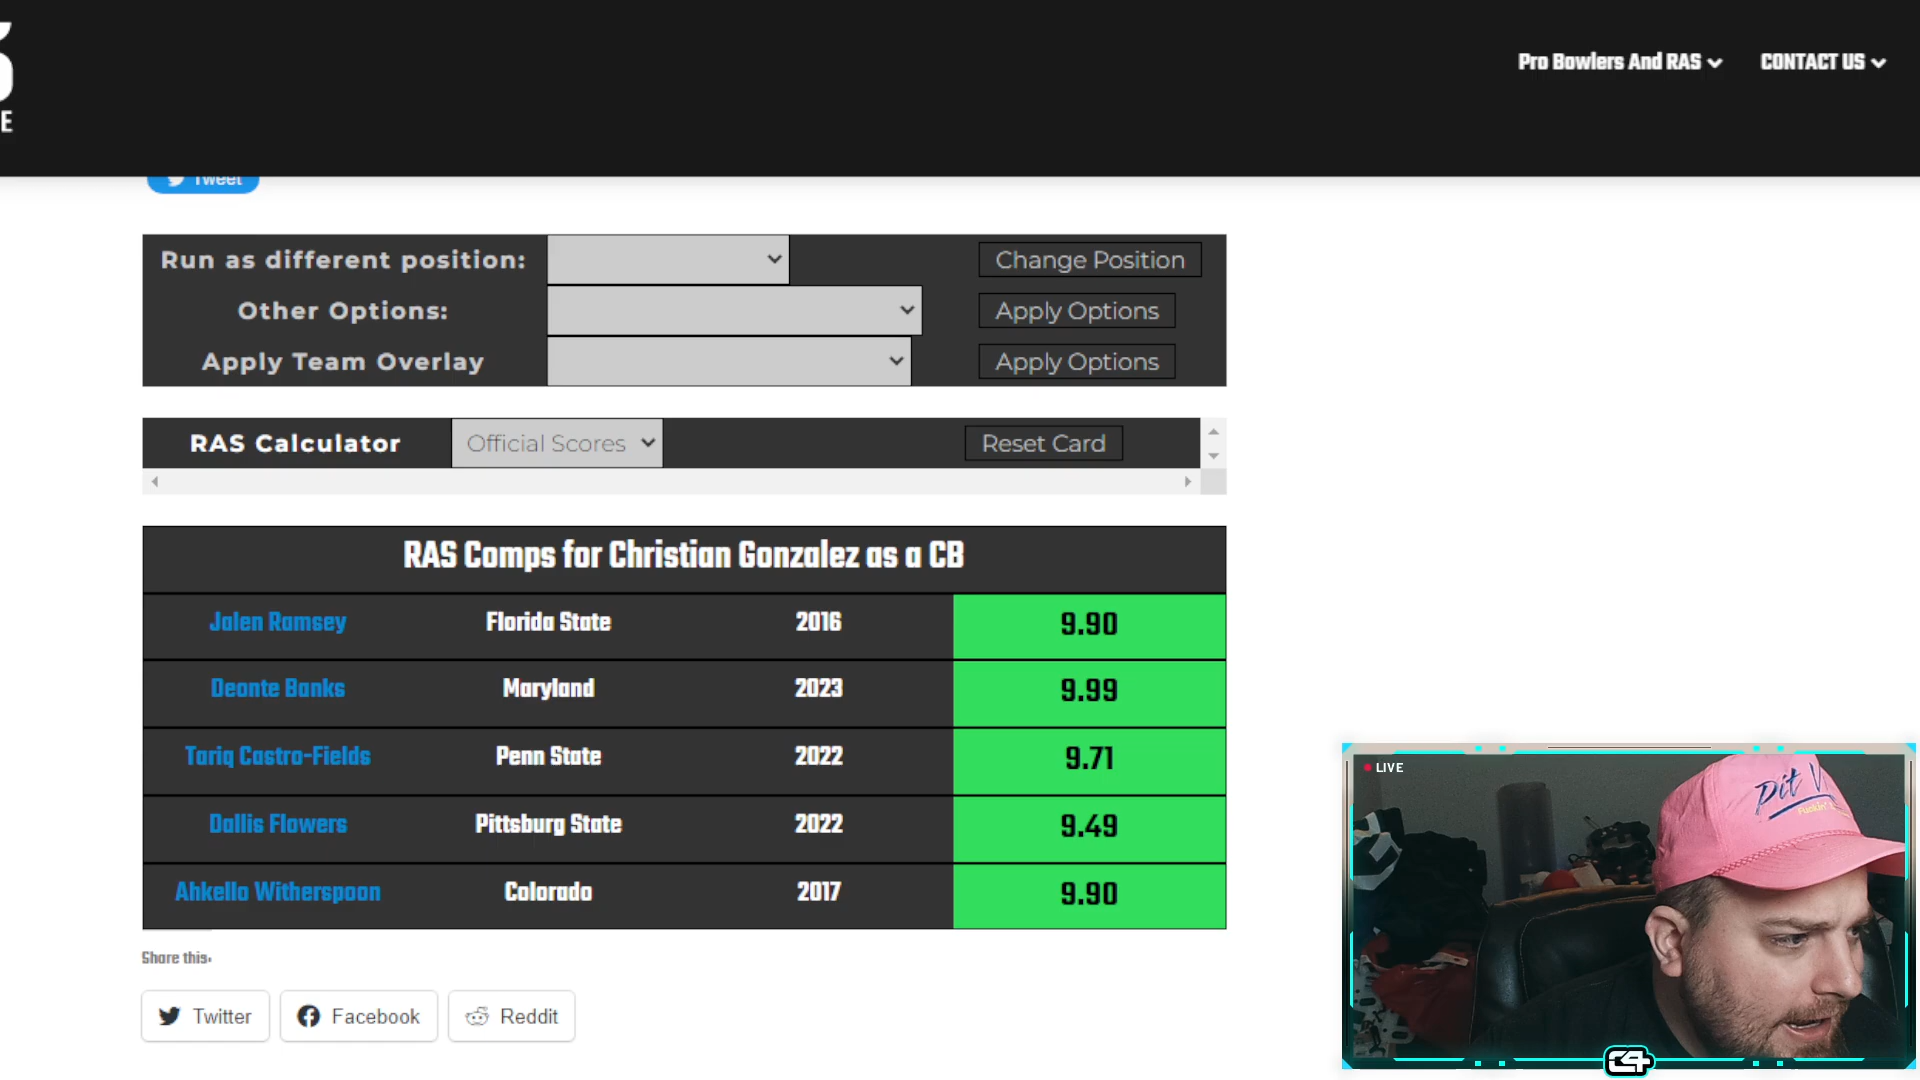 Pro Bowlers And RAS
CONTACT US
E
Tweet
Run as different position:
Change Position
Other Options:
Apply Options
Apply Team Overlay
Apply Options
RAS Calculator
Official Scores
Reset Card
RAS Comps for Christian Gonzalez as a CB
Jalen Ramsey Florida State 2016 9.90
Deonte Banks Maryland 2023 9.99
Tariq Castro-Fields Penn State 2022 9.71
Dallis Flowers Pittsburg State 2022 9.49
Ahkello Witherspoon Colorado 2017 9.90
Share this:
Twitter
Facebook
Reddit
LIVE
Pit V